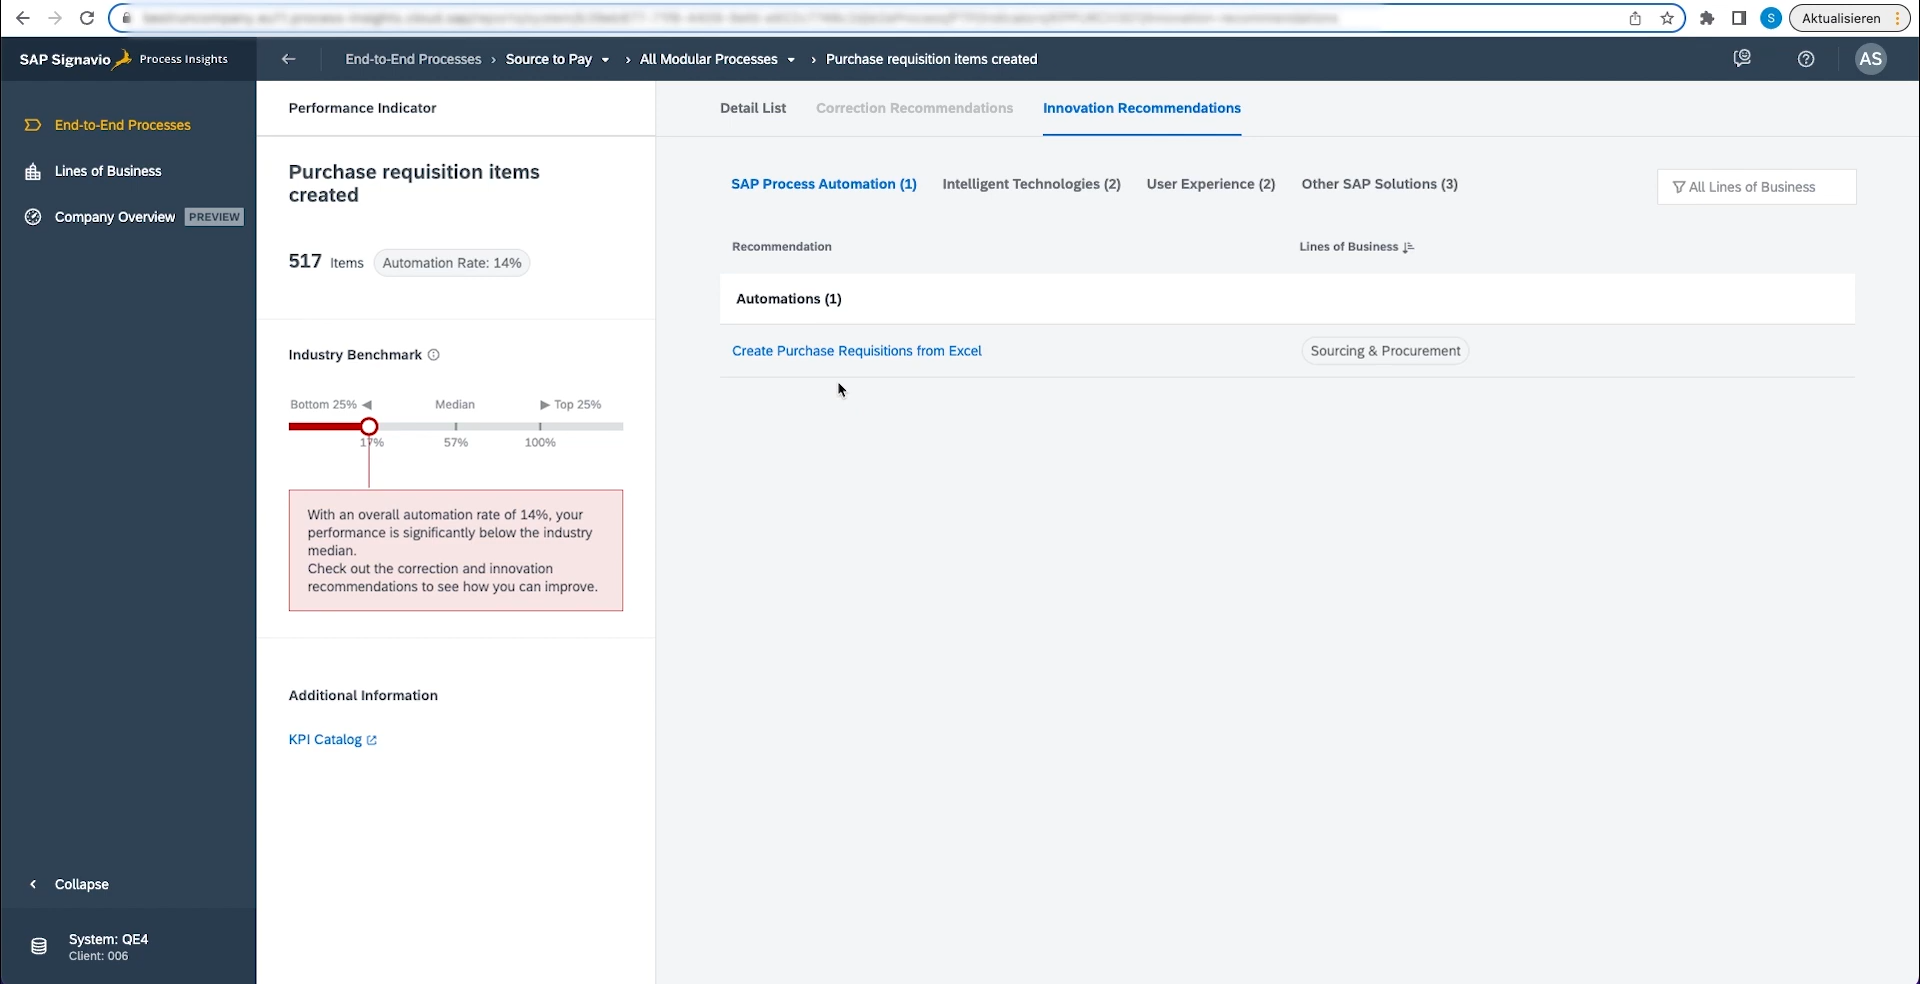 Aktualisieren
S
SAP Signavio Process Insights
End-to-End Processes › Source to Pay › All Modular Processes › Purchase requisition items created
AS
End-to-End Processes
Lines of Business
Company Overview PREVIEW
Collapse
System: QE4
Client: 006
Performance Indicator
Purchase requisition items
created
517 Items Automation Rate: 14%
Industry Benchmark
Bottom 25% ◀ Median ▶ Top 25%
17% 57% 100%
With an overall automation rate of 14%, your
performance is significantly below the industry
median.
Check out the correction and innovation
recommendations to see how you can improve.
Additional Information
KPI Catalog
Detail List Correction Recommendations Innovation Recommendations
SAP Process Automation (1) Intelligent Technologies (2) User Experience (2) Other SAP Solutions (3)
All Lines of Business
Recommendation Lines of Business
Automations (1)
Create Purchase Requisitions from Excel Sourcing & Procurement